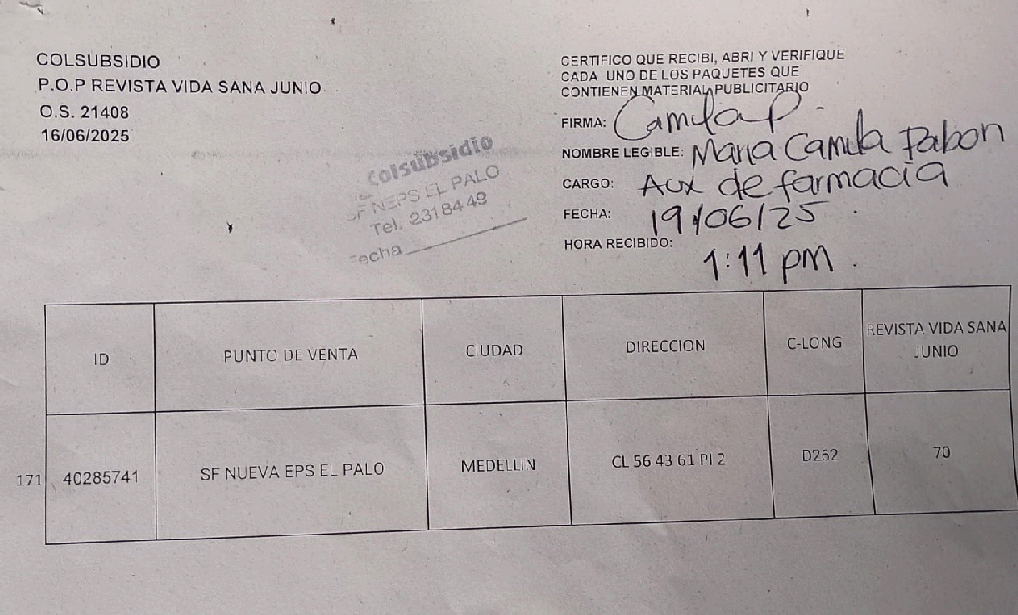 COLSUBSIDIO
P.O.P REVISTA VIDA SANA JUNIO
O.S. 21408
16/06/2025
CERTIFICO QUE RECIBI, ABRI Y VERIFIQUE
CADA UNO DE LOS PAQUETES QUE
CONTIENEN MATERIAL PUBLICITARIO
FIRMA: Camila P
NOMBRE LEGIBLE: Maria Camila Pabon
CARGO: Aux de farmacia
FECHA: 19/06/25
HORA RECIBIDO: 1:11 pm
Colsubsidio
SF NEPS EL PALO
Tel. 2318449
Fecha
ID PUNTO DE VENTA CIUDAD DIRECCION C-LONG REVISTA VIDA SANA JUNIO
171 40285741 SF NUEVA EPS EL PALO MEDELLIN CL 56 43 61 PI 2 D252 70